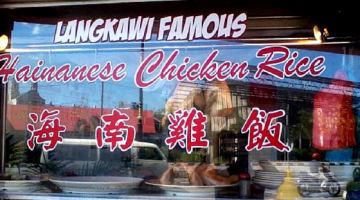 LANGKAWI FAMOUS
Hainanese Chicken Rice
海南雞飯